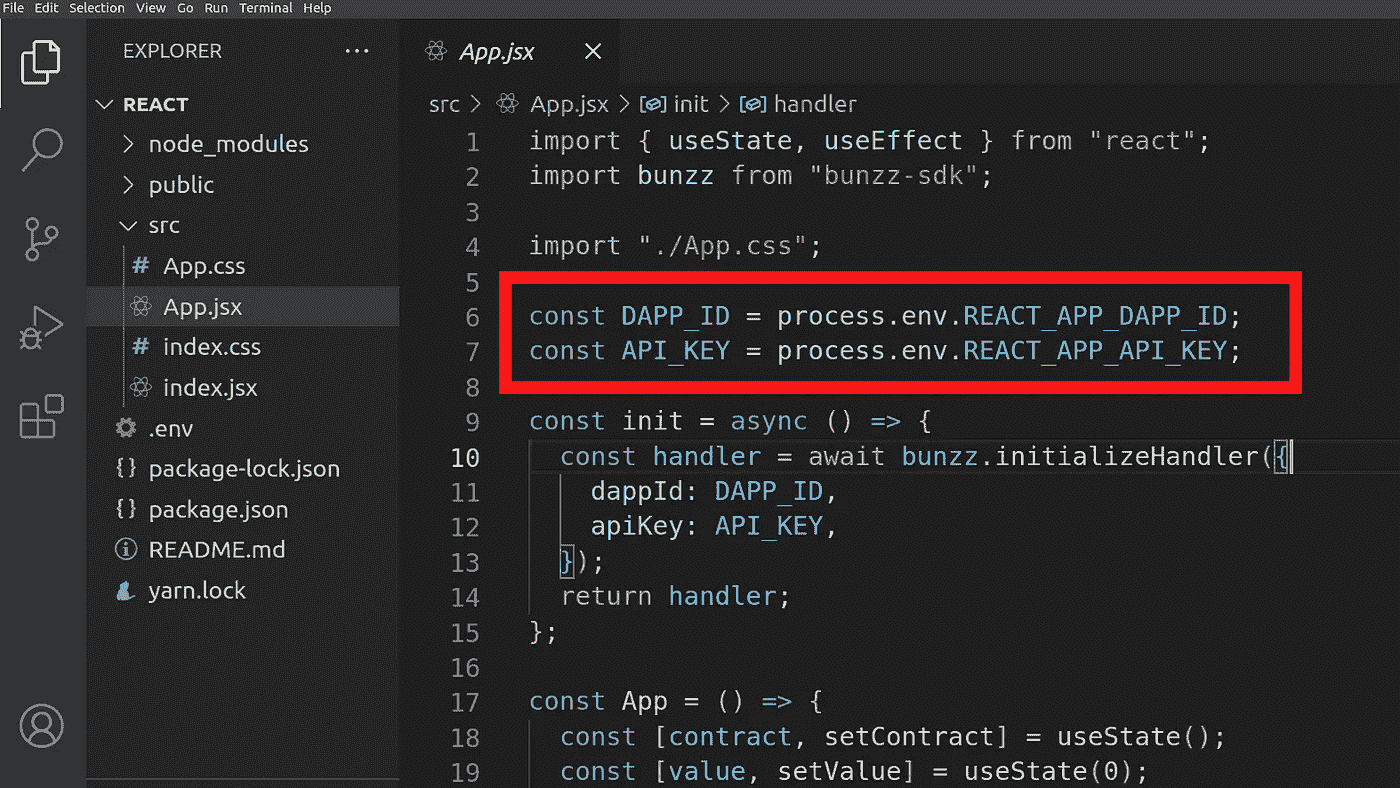 File Edit Selection View Go Run Terminal Help
EXPLORER ...
REACT
node_modules
public
src
# App.css
App.jsx
# index.css
index.jsx
.env
{} package-lock.json
{} package.json
README.md
yarn.lock
App.jsx
src > App.jsx > init > handler
1 import { useState, useEffect } from "react";
2 import bunzz from "bunzz-sdk";
3
4 import "./App.css";
5
6 const DAPP_ID = process.env.REACT_APP_DAPP_ID;
7 const API_KEY = process.env.REACT_APP_API_KEY;
8
9 const init = async () => {
10 const handler = await bunzz.initializeHandler({
11 dappId: DAPP_ID,
12 apiKey: API_KEY,
13 });
14 return handler;
15 };
16
17 const App = () => {
18 const [contract, setContract] = useState();
19 const [value, setValue] = useState(0);